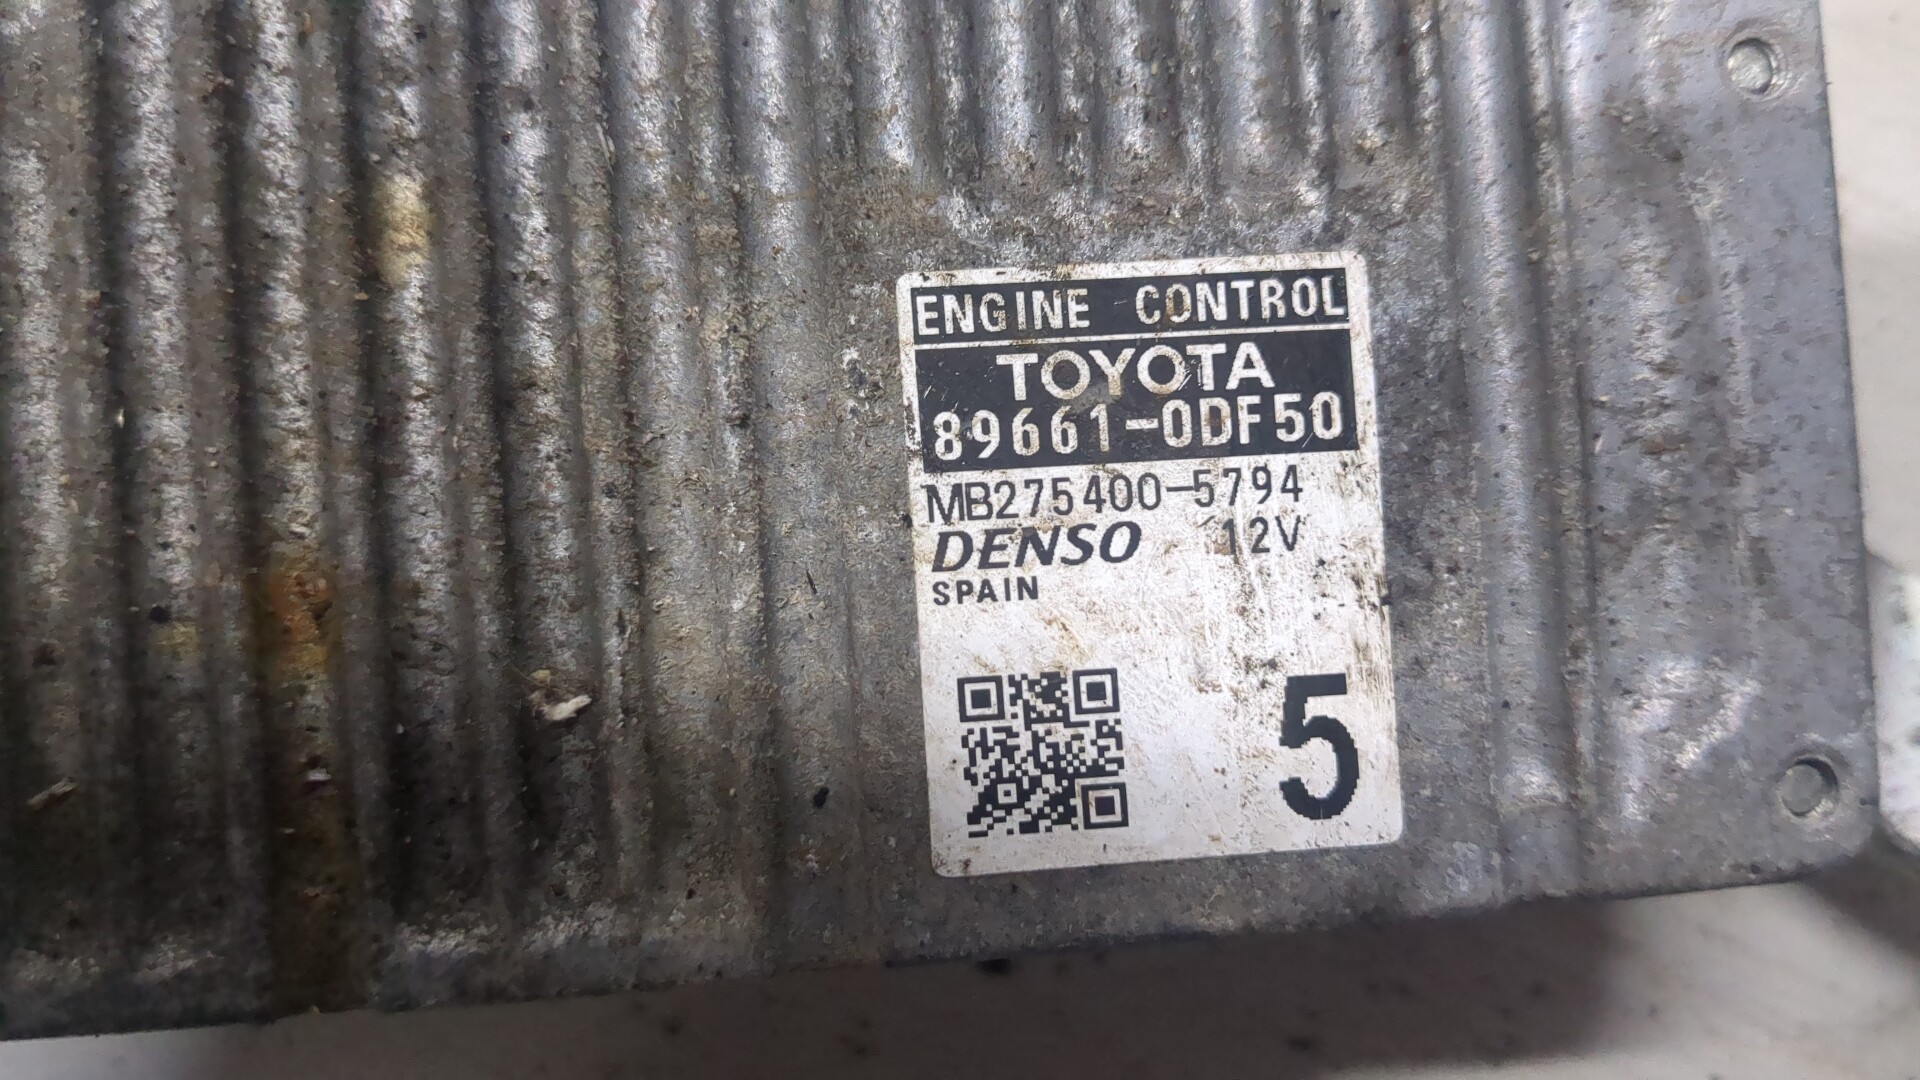 ENGINE CONTROL
TOYOTA
89661-0DF50
MB275400-5794
DENSO 12V
SPAIN
5